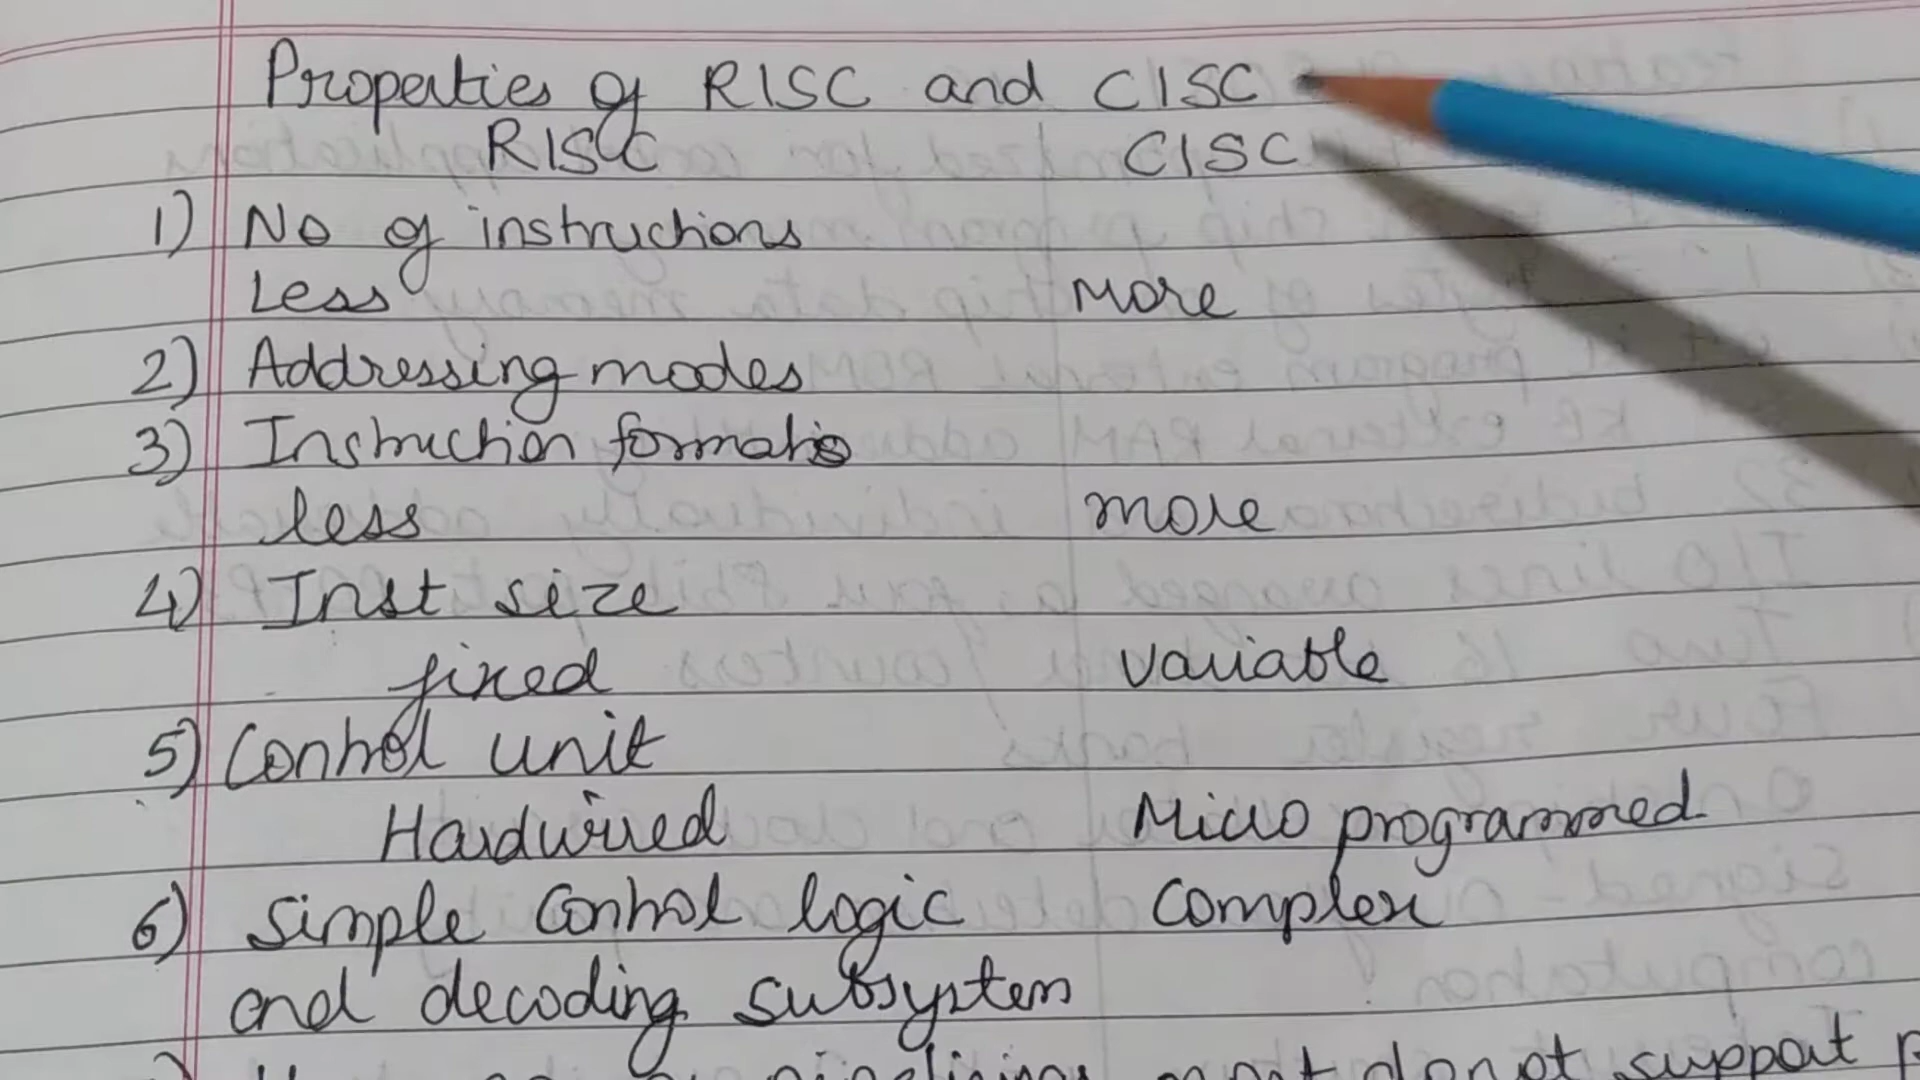 Properties of RISC and CISC
RISC CISC
1) No of instructions
Less More
2) Addressing modes
3) Instruction formats
less more
4) Inst size
fixed variable
5) Control unit
Hardwired Micro programmed
6) Simple control logic Complex
and decoding subsystem
pipelining most do not support